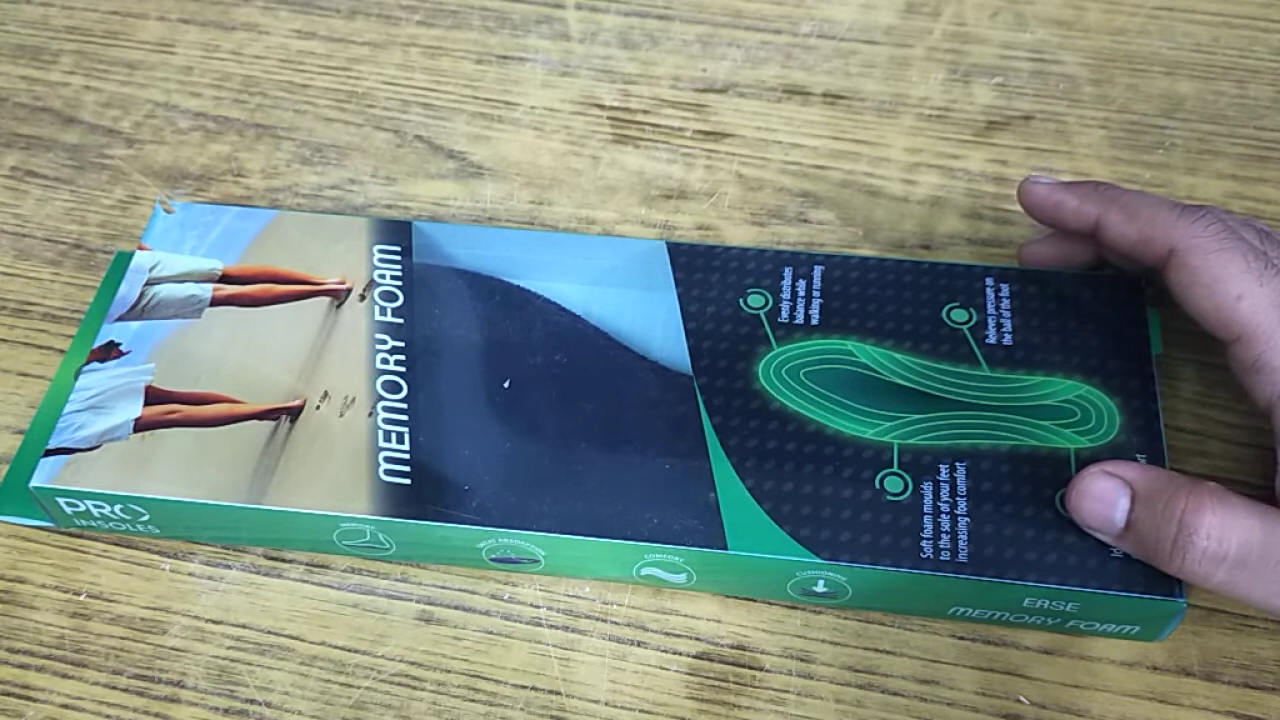 MEMORY FOAM
Evenly distributes
balance while
walking or running
Relieves pressure on
the ball of the foot
Soft foam moulds
to the sole of your feet
increasing foot comfort
PRO
INSOLES
COMFORT
CUSHIONING
EASE
MEMORY FOAM